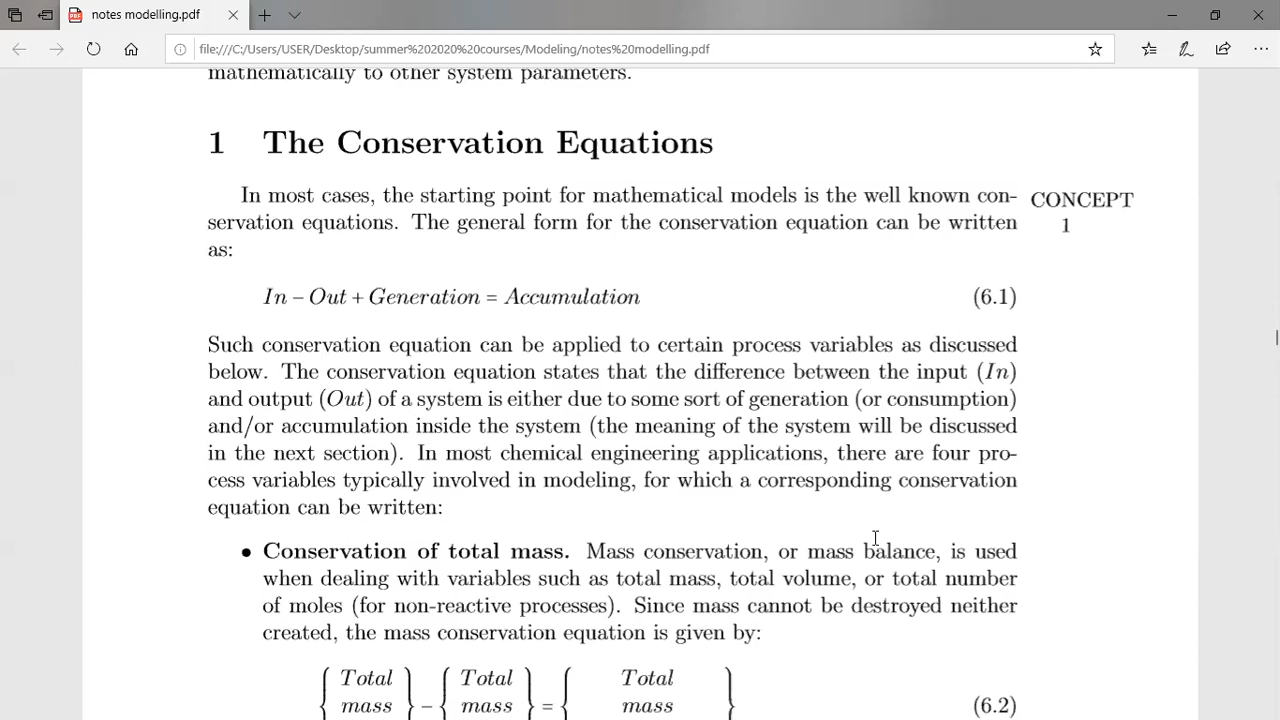 notes modelling.pdf
file:///C:/Users/USER/Desktop/summer%202020%20courses/Modeling/notes%20modelling.pdf
mathematically to other system parameters.
1 The Conservation Equations
In most cases, the starting point for mathematical models is the well known con-
servation equations. The general form for the conservation equation can be written
as:
CONCEPT
1
In – Out + Generation = Accumulation (6.1)
Such conservation equation can be applied to certain process variables as discussed
below. The conservation equation states that the difference between the input (In)
and output (Out) of a system is either due to some sort of generation (or consumption)
and/or accumulation inside the system (the meaning of the system will be discussed
in the next section). In most chemical engineering applications, there are four pro-
cess variables typically involved in modeling, for which a corresponding conservation
equation can be written:
• Conservation of total mass. Mass conservation, or mass balance, is used
when dealing with variables such as total mass, total volume, or total number
of moles (for non-reactive processes). Since mass cannot be destroyed neither
created, the mass conservation equation is given by:
Total Total Total
mass – mass = mass (6.2)